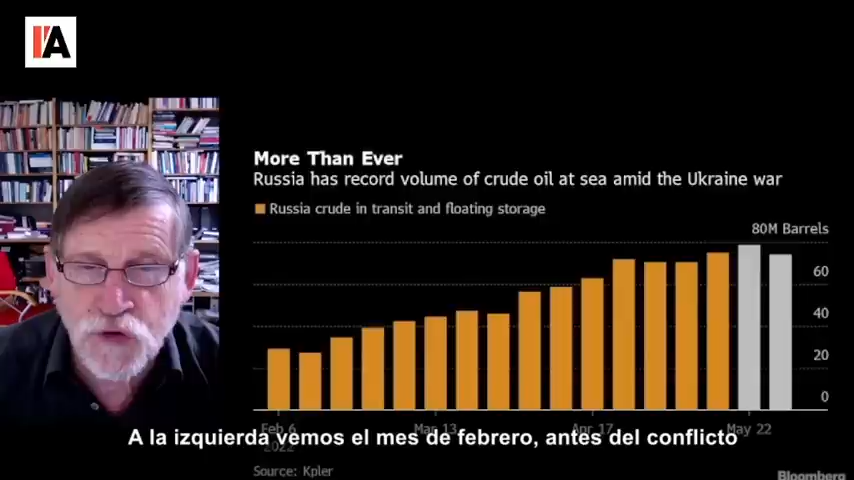 IA
More Than Ever
Russia has record volume of crude oil at sea amid the Ukraine war
Russia crude in transit and floating storage
80M Barrels
60
40
20
0
Feb 6 Mar 13 Apr 17 May 22
2022
A la izquierda vemos el mes de febrero, antes del conflicto
Source: Kpler
Bloomberg